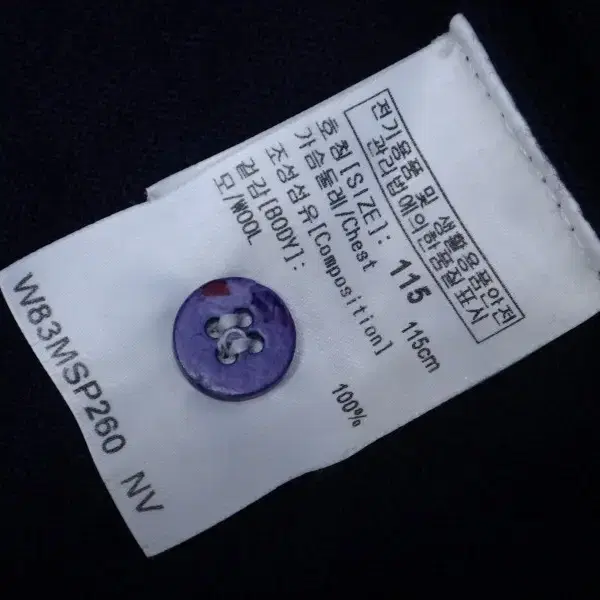 전기용품 및 생활용품안전
관리법에의한품질표시
호칭[SIZE]: 115
가슴둘레/Chest 115cm
조성섬유[Composition]
겉감[BODY]:
모/WOOL 100%
W83MSP260 NV